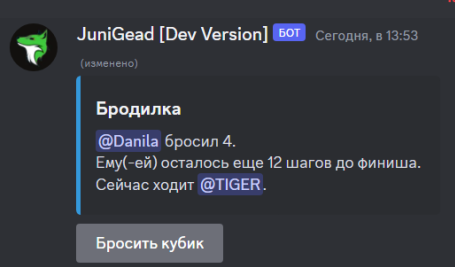 JuniGead [Dev Version] БОТ Сегодня, в 13:53
(изменено)
Бродилка
@Danila бросил 4.
Ему(-ей) осталось еще 12 шагов до финиша.
Сейчас ходит @TIGER.
Бросить кубик